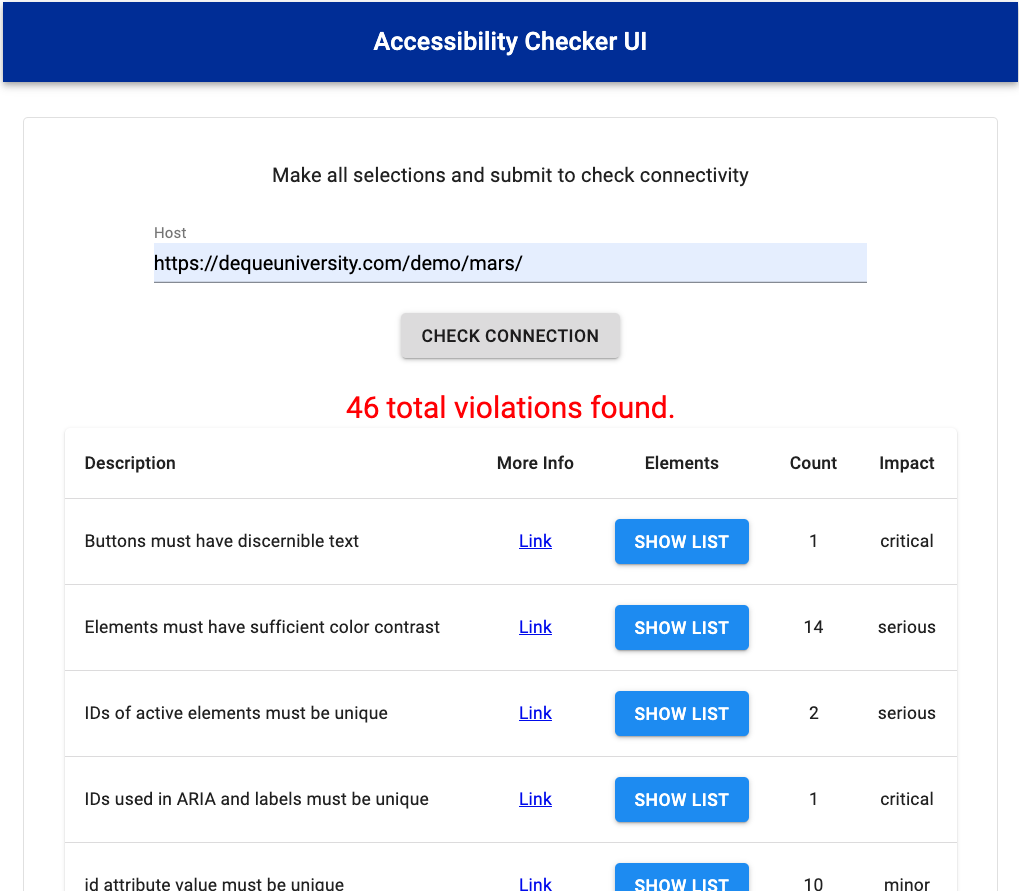 Accessibility Checker UI
Make all selections and submit to check connectivity
Host
https://dequeuniversity.com/demo/mars/
CHECK CONNECTION
46 total violations found.
Description More Info Elements Count Impact
Buttons must have discernible text Link SHOW LIST 1 critical
Elements must have sufficient color contrast Link SHOW LIST 14 serious
IDs of active elements must be unique Link SHOW LIST 2 serious
IDs used in ARIA and labels must be unique Link SHOW LIST 1 critical
id attribute value must be unique Link SHOW LIST 10 minor